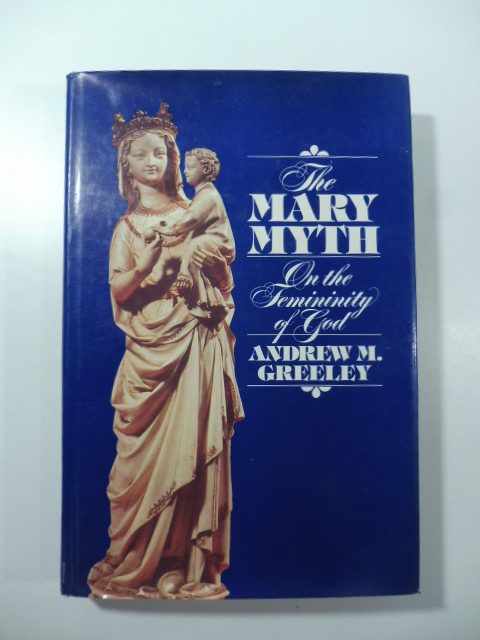 The
MARY
MYTH
On the
Femininity
of God
ANDREW M.
GREELEY